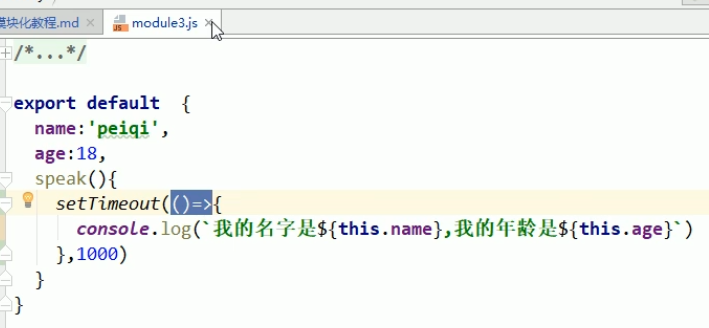 模块化教程.md
module3.js
/*...*/
export default {
name:'peiqi',
age:18,
speak(){
setTimeout(()=>{
console.log(`我的名字是${this.name},我的年龄是${this.age}`)
},1000)
}
}